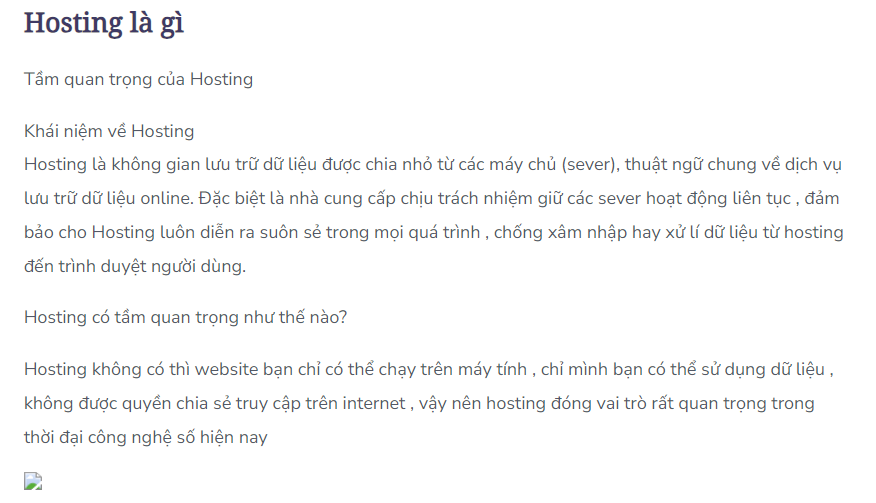 Hosting là gì
Tầm quan trọng của Hosting
Khái niệm về Hosting
Hosting là không gian lưu trữ dữ liệu được chia nhỏ từ các máy chủ (sever), thuật ngữ chung về dịch vụ
lưu trữ dữ liệu online. Đặc biệt là nhà cung cấp chịu trách nhiệm giữ các sever hoạt động liên tục , đảm
bảo cho Hosting luôn diễn ra suôn sẻ trong mọi quá trình , chống xâm nhập hay xử lí dữ liệu từ hosting
đến trình duyệt người dùng.
Hosting có tầm quan trọng như thế nào?
Hosting không có thì website bạn chỉ có thể chạy trên máy tính , chỉ mình bạn có thể sử dụng dữ liệu ,
không được quyền chia sẻ truy cập trên internet , vậy nên hosting đóng vai trò rất quan trọng trong
thời đại công nghệ số hiện nay